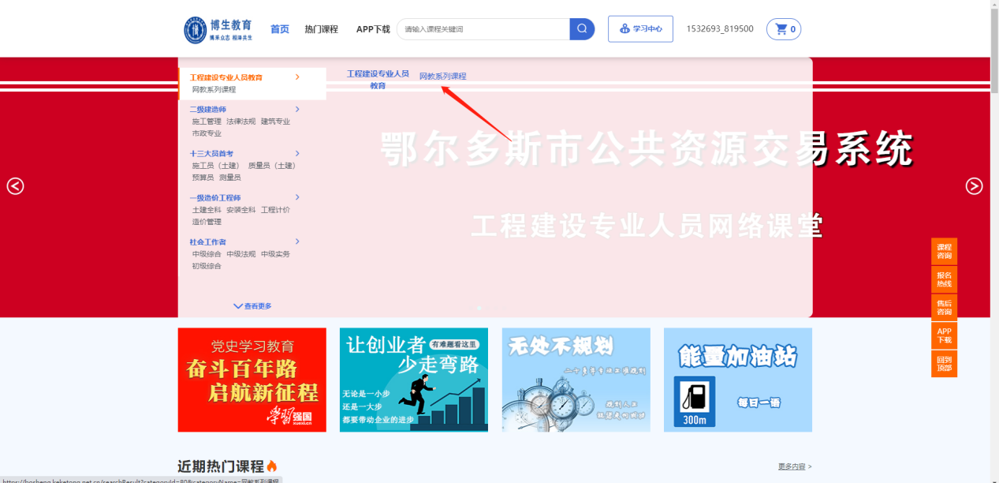 博生教育
博采众志 相泽共生
首页
热门课程
APP下载
请输入课程关键词
学习中心
1532693_819500
0
工程建设专业人员教育
网教系列课程
工程建设专业人员
教育
网教系列课程
二级建造师
施工管理 法律法规 建筑专业
市政专业
十三大员首考
施工员（土建） 质量员（土建）
预算员 测量员
一级造价工程师
土建全科 安装全科 工程计价
造价管理
社会工作者
中级综合 中级法规 中级实务
初级综合
查看更多
鄂尔多斯市公共资源交易系统
工程建设专业人员网络课堂
课程
咨询
报名
热线
售后
咨询
APP
下载
回到
顶部
党史学习教育
奋斗百年路
启航新征程
学习强国
xuexi.cn
让创业者
有难题看这里
少走弯路
无论是一小步
还是一大步
都要带动企业的进步
无处不规划
能量加油站
每日一语
300m
近期热门课程
更多内容 >
https://bosheng.keketong.net.cn/searchResult?categoryId=80&categoryName=网教系列课程